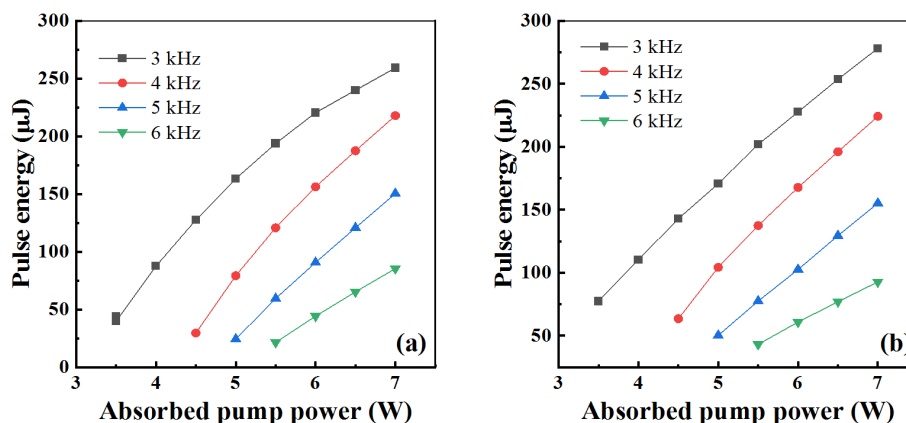 300
250
200
150
100
50
0
3 4 5 6 7
Pulse energy (μJ)
Absorbed pump power (W)
3 kHz
4 kHz
5 kHz
6 kHz
(a)
300
250
200
150
100
50
3 4 5 6 7
Pulse energy (μJ)
Absorbed pump power (W)
3 kHz
4 kHz
5 kHz
6 kHz
(b)